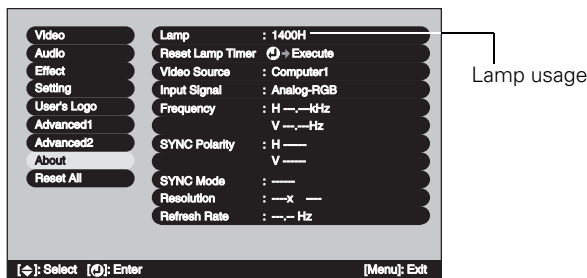 Video
Audio
Effect
Setting
User's Logo
Advanced1
Advanced2
About
Reset All
Lamp : 1400H
Reset Lamp Timer Execute
Video Source : Computer1
Input Signal : Analog-RGB
Frequency : H ---.---kHz
V ---.---Hz
SYNC Polarity : H ------
V ------
SYNC Mode : ------
Resolution : ----x ----
Refresh Rate : ---.-- Hz
[ ]: Select [ ]: Enter [Menu]: Exit
Lamp usage